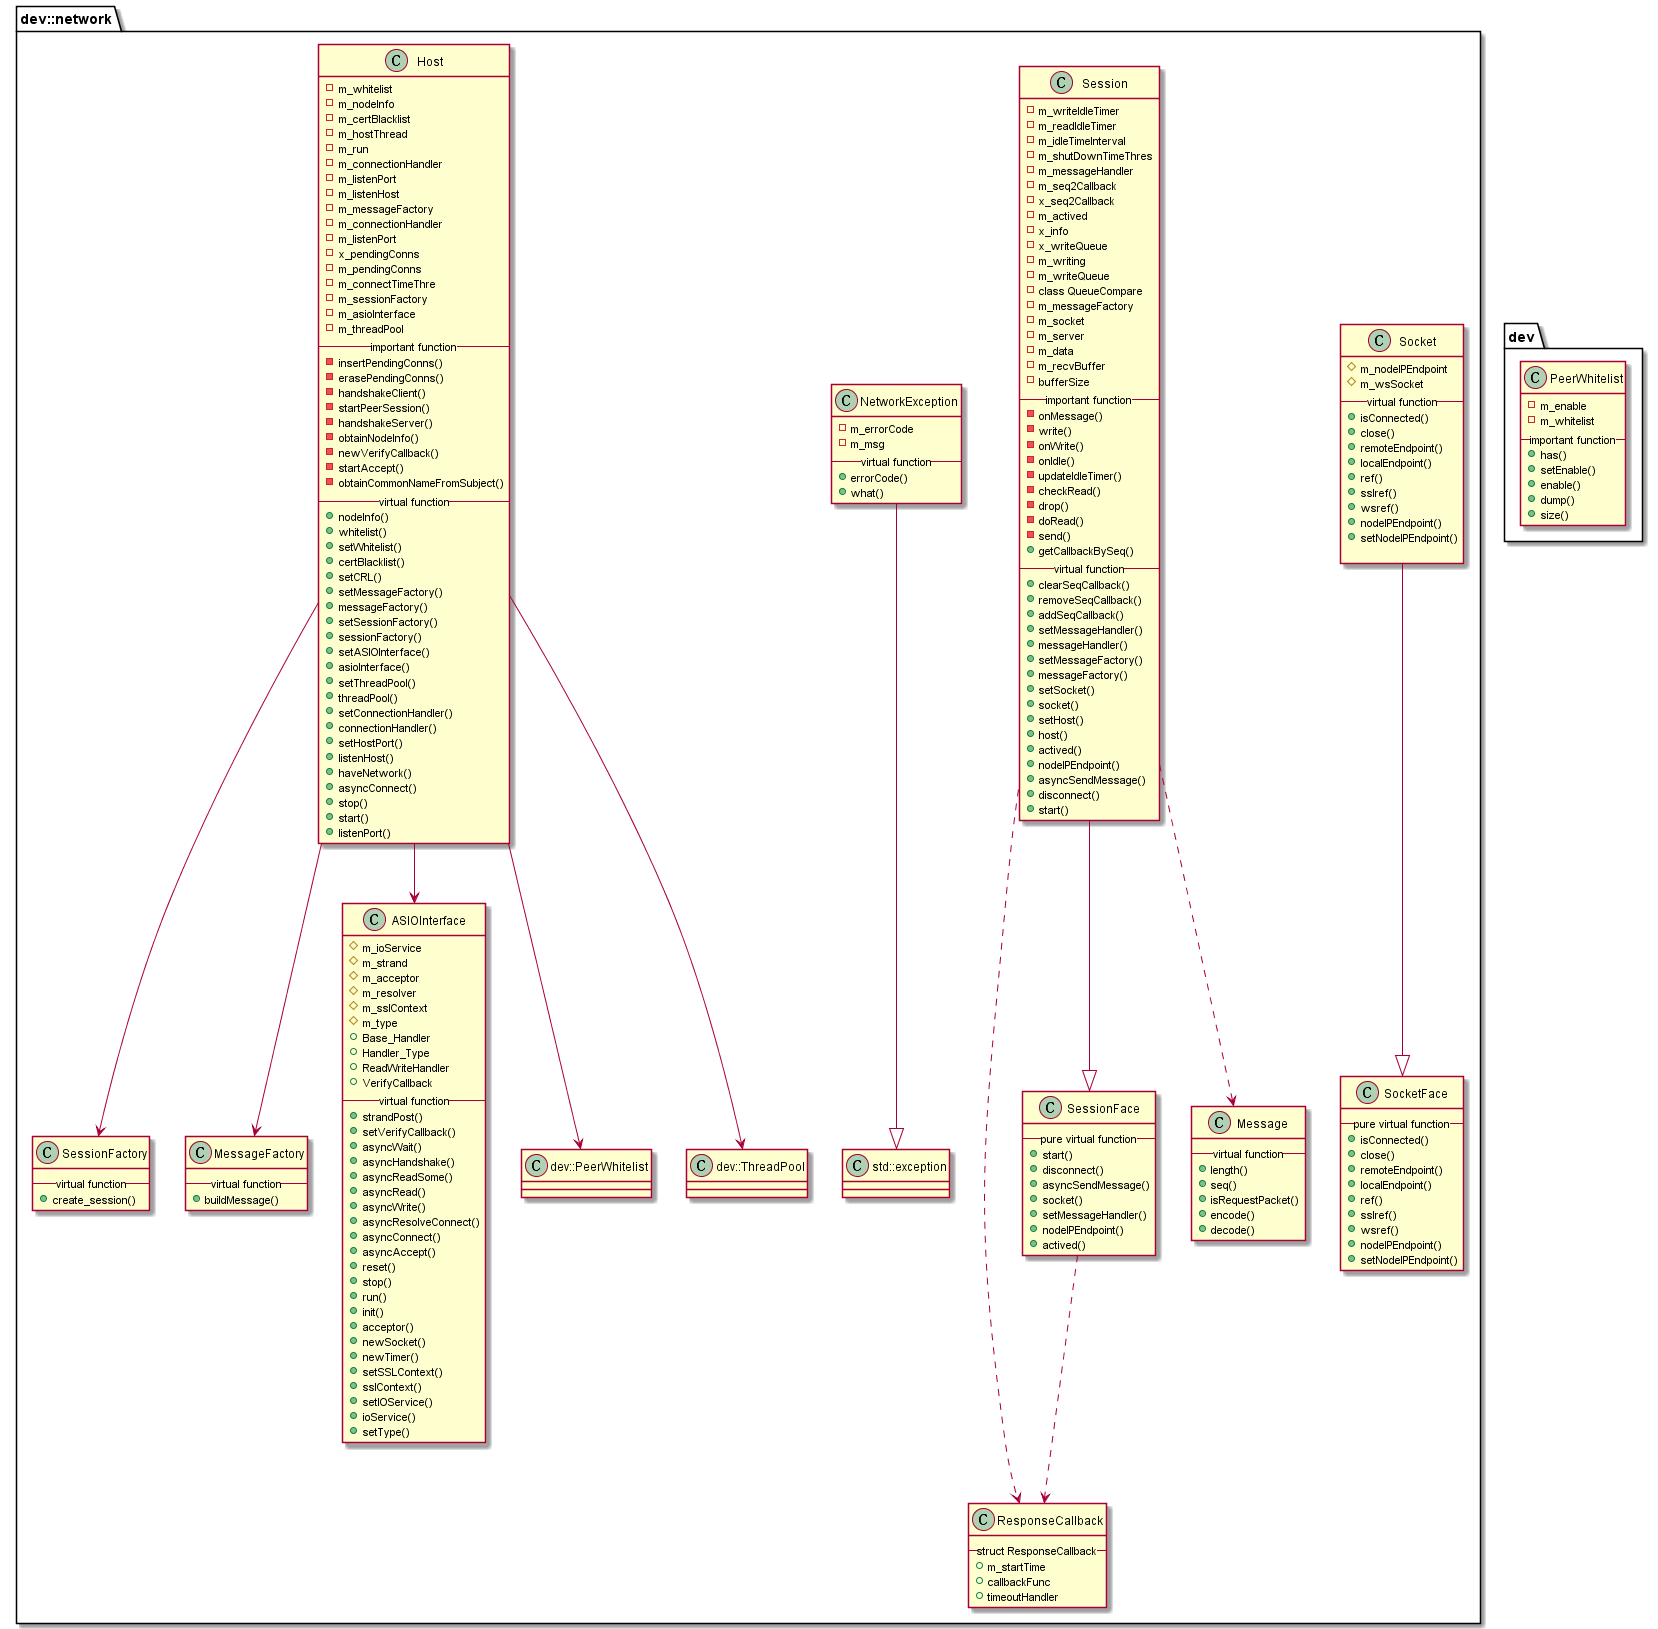 dev::network
C Host
m_whitelist
m_nodeInfo
m_certBlacklist
m_hostThread
m_run
m_connectionHandler
m_listenPort
m_listenHost
m_messageFactory
m_connectionHandler
m_listenPort
x_pendingConns
m_pendingConns
m_connectTimeThre
m_sessionFactory
m_asioInterface
m_threadPool
important function
insertPendingConns()
erasePendingConns()
handshakeClient()
startPeerSession()
handshakeServer()
obtainNodeInfo()
newVerifyCallback()
startAccept()
obtainCommonNameFromSubject()
virtual function
nodeInfo()
whitelist()
setWhitelist()
certBlacklist()
setCRL()
setMessageFactory()
messageFactory()
setSessionFactory()
sessionFactory()
setASIOInterface()
asioInterface()
setThreadPool()
threadPool()
setConnectionHandler()
connectionHandler()
setHostPort()
listenHost()
haveNetwork()
asyncConnect()
stop()
start()
listenPort()
C NetworkException
m_errorCode
m_msg
virtual function
errorCode()
what()
C Session
m_writeIdleTimer
m_readIdleTimer
m_idleTimeInterval
m_shutDownTimeThres
m_messageHandler
m_seq2Callback
x_seq2Callback
m_actived
x_info
x_writeQueue
m_writing
m_writeQueue
class QueueCompare
m_messageFactory
m_socket
m_server
m_data
m_recvBuffer
bufferSize
important function
onMessage()
write()
onWrite()
onIdle()
updateIdleTimer()
checkRead()
drop()
doRead()
send()
getCallbackBySeq()
virtual function
clearSeqCallback()
removeSeqCallback()
addSeqCallback()
setMessageHandler()
messageHandler()
setMessageFactory()
messageFactory()
setSocket()
socket()
setHost()
host()
actived()
nodeIPEndpoint()
asyncSendMessage()
disconnect()
start()
C Socket
m_nodeIPEndpoint
m_wsSocket
virtual function
isConnected()
close()
remoteEndpoint()
localEndpoint()
ref()
sslref()
wsref()
nodeIPEndpoint()
setNodeIPEndpoint()
dev
C PeerWhitelist
m_enable
m_whitelist
important function
has()
setEnable()
enable()
dump()
size()
C SessionFactory
virtual function
create_session()
C MessageFactory
virtual function
buildMessage()
C ASIOInterface
m_ioService
m_strand
m_acceptor
m_resolver
m_sslContext
m_type
Base_Handler
Handler_Type
ReadWriteHandler
VerifyCallback
virtual function
strandPost()
setVerifyCallback()
asyncWait()
asyncHandshake()
asyncReadSome()
asyncRead()
asyncWrite()
asyncResolveConnect()
asyncConnect()
asyncAccept()
reset()
stop()
run()
init()
acceptor()
newSocket()
newTimer()
setSSLContext()
sslContext()
setIOService()
ioService()
setType()
C dev::PeerWhitelist
C dev::ThreadPool
C std::exception
C SessionFace
pure virtual function
start()
disconnect()
asyncSendMessage()
socket()
setMessageHandler()
nodeIPEndpoint()
actived()
C Message
virtual function
length()
seq()
isRequestPacket()
encode()
decode()
C SocketFace
pure virtual function
isConnected()
close()
remoteEndpoint()
localEndpoint()
ref()
sslref()
wsref()
nodeIPEndpoint()
setNodeIPEndpoint()
C ResponseCallback
struct ResponseCallback
m_startTime
callbackFunc
timeoutHandler